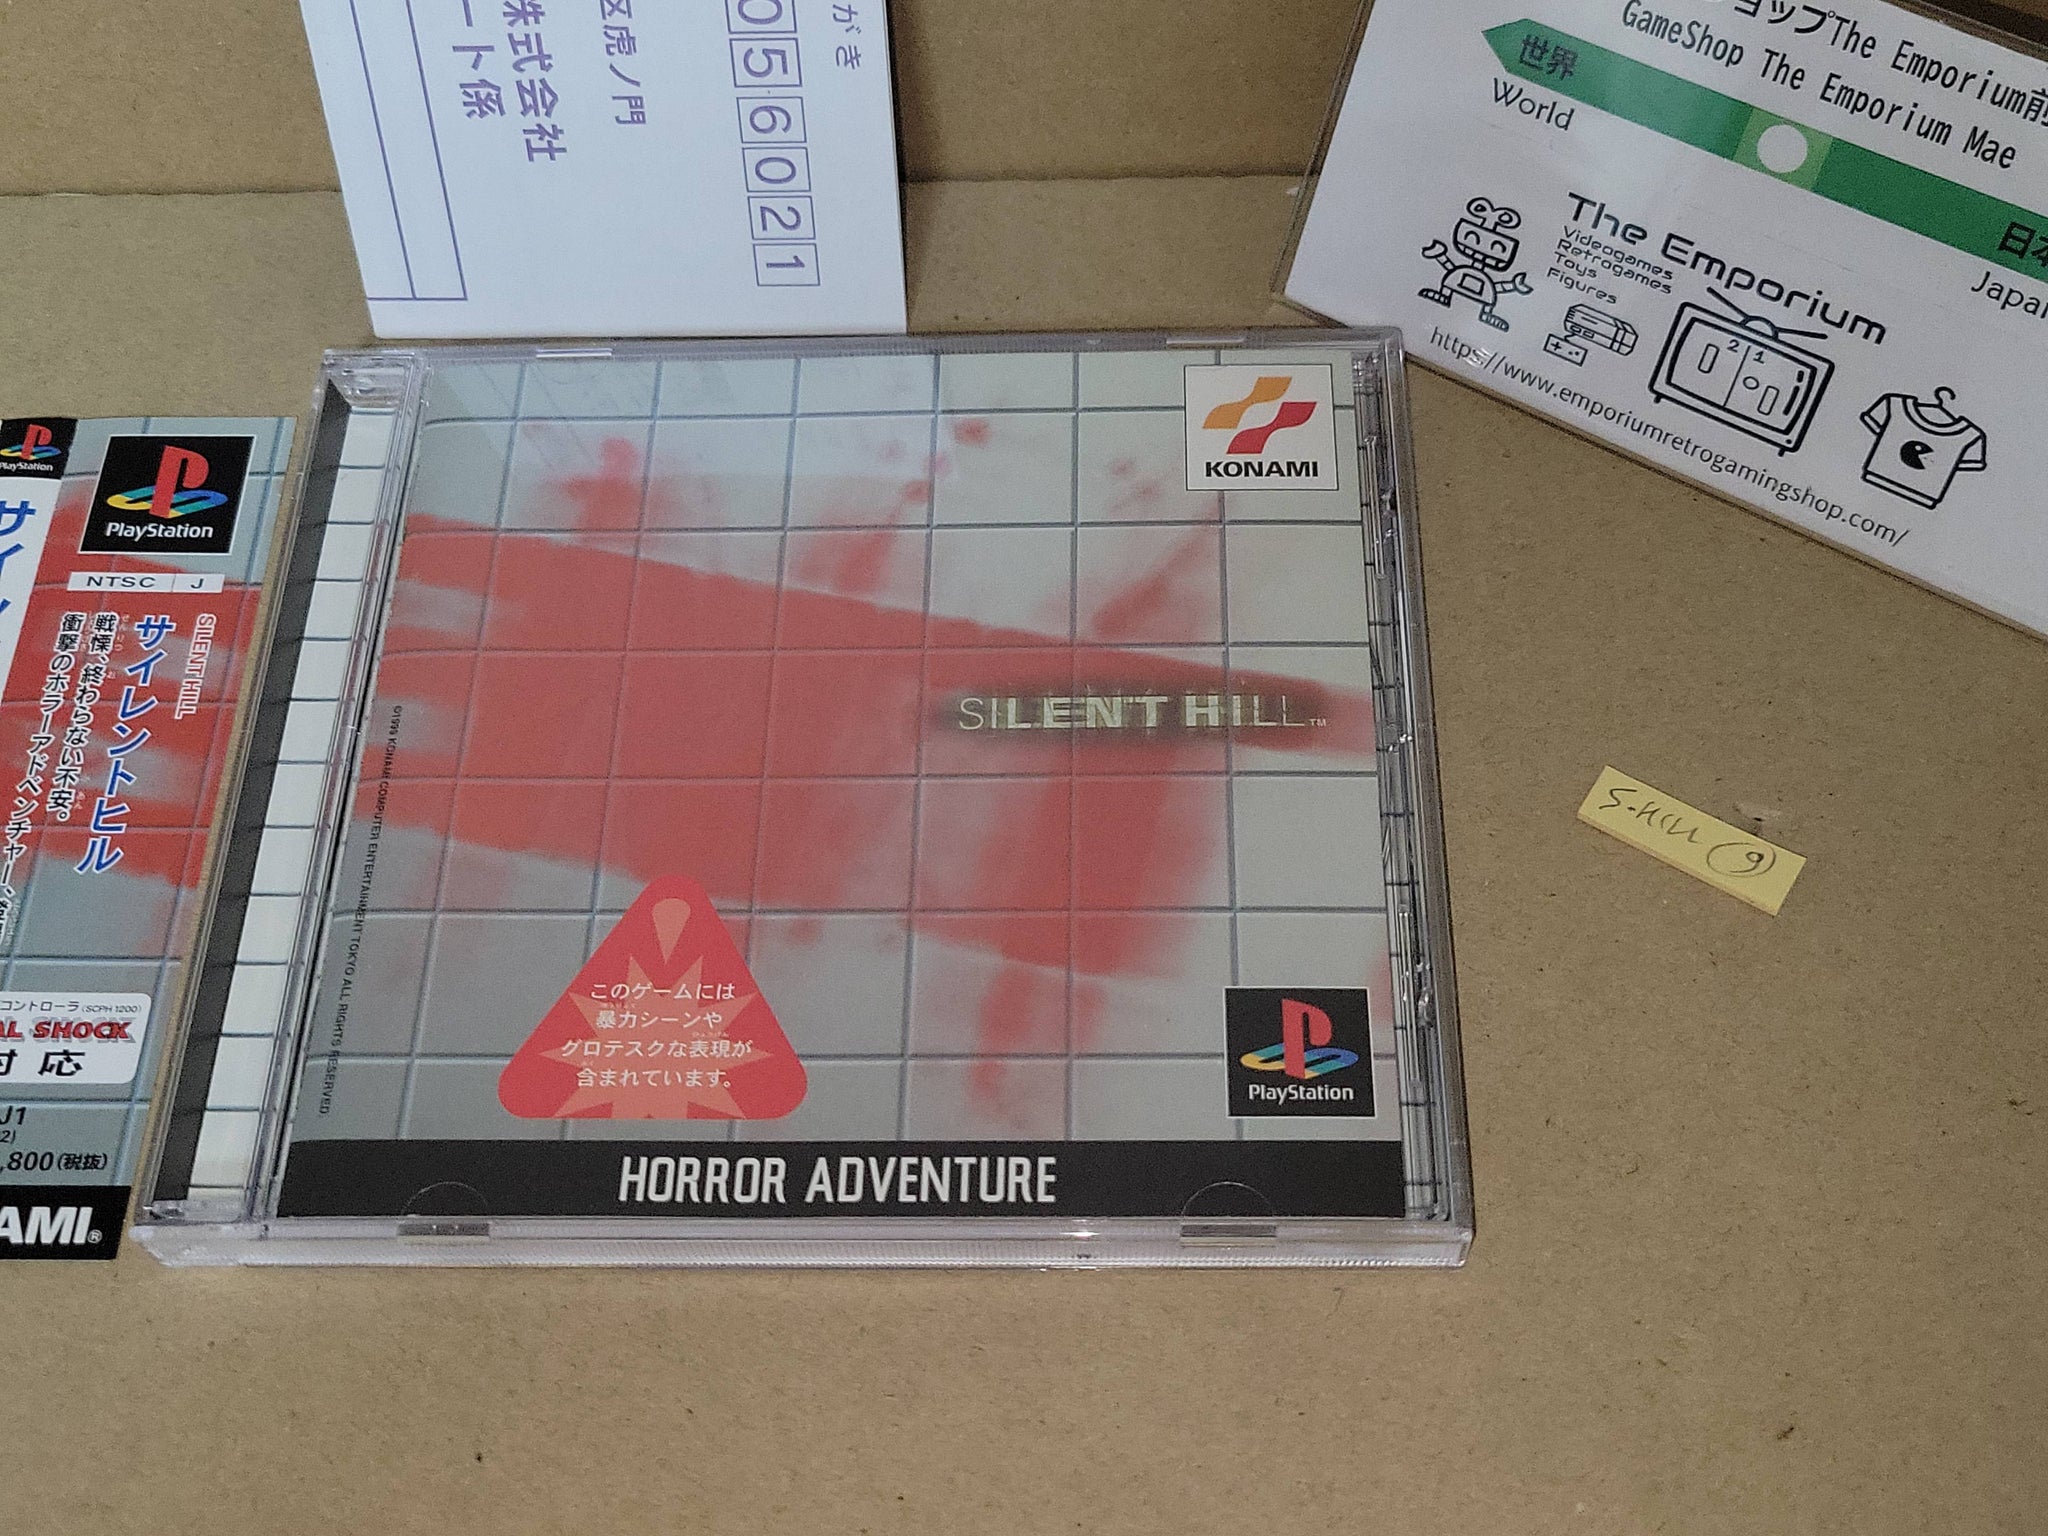 がき
056021
区虎ノ門
株式会社
ート係
ョップThe Emporium前
GameShop The Emporium Mae
世界
World
日本
Japan
The Emporium
Videogames
Retrogames
Toys
Figures
2 1
https://www.emporiumretrogamingshop.com/
PlayStation
PlayStation
NTSC J
SILENT HILL
サイレントヒル
戦慄、終わらない不安。
衝撃のホラーアドベンチャー、
コントローラ(SCPH 1200)
AL SHOCK
対応
J1
2)
,800(税抜)
AMI®
KONAMI
SILENT HILL™
©1999 KONAMI COMPUTER ENTERTAINMENT TOKYO ALL RIGHTS RESERVED
このゲームには
暴力シーンや
グロテスクな表現が
含まれています。
PlayStation
HORROR ADVENTURE
S.Hill 9